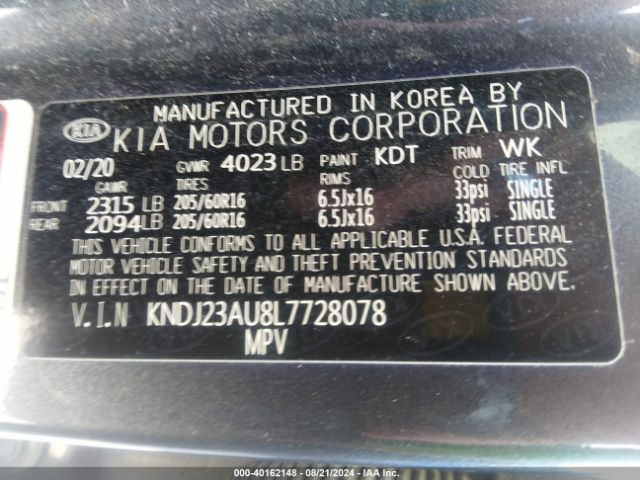 MANUFACTURED IN KOREA BY
KIA KIA MOTORS CORPORATION
02/20 GVWR 4023 LB PAINT KDT TRIM WK
GAWR TIRES RIMS COLD TIRE INFL
FRONT 2315 LB 205/60R16 6.5Jx16 33psi SINGLE
REAR 2094LB 205/60R16 6.5Jx16 33psi SINGLE
THIS VEHICLE CONFORMS TO ALL APPLICABLE U.S.A. FEDERAL
MOTOR VEHICLE SAFETY AND THEFT PREVENTION STANDARDS
IN EFFECT ON THE DATE OF MANUFACTURE SHOWN ABOVE.
V.I.N KNDJ23AU8L7728078
MPV
000-40162148 - 08/21/2024 - IAA Inc.